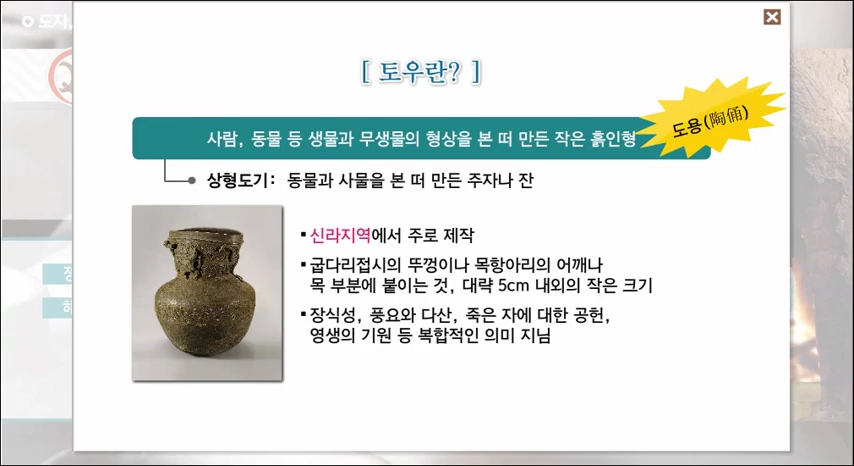 도자,
[ 토우란? ]
사람, 동물 등 생물과 무생물의 형상을 본 떠 만든 작은 흙인형
도용(陶俑)
상형도기: 동물과 사물을 본 떠 만든 주자나 잔
▪ 신라지역에서 주로 제작
▪ 굽다리접시의 뚜껑이나 목항아리의 어깨나
목 부분에 붙이는 것, 대략 5cm 내외의 작은 크기
▪ 장식성, 풍요와 다산, 죽은 자에 대한 공헌,
영생의 기원 등 복합적인 의미 지님